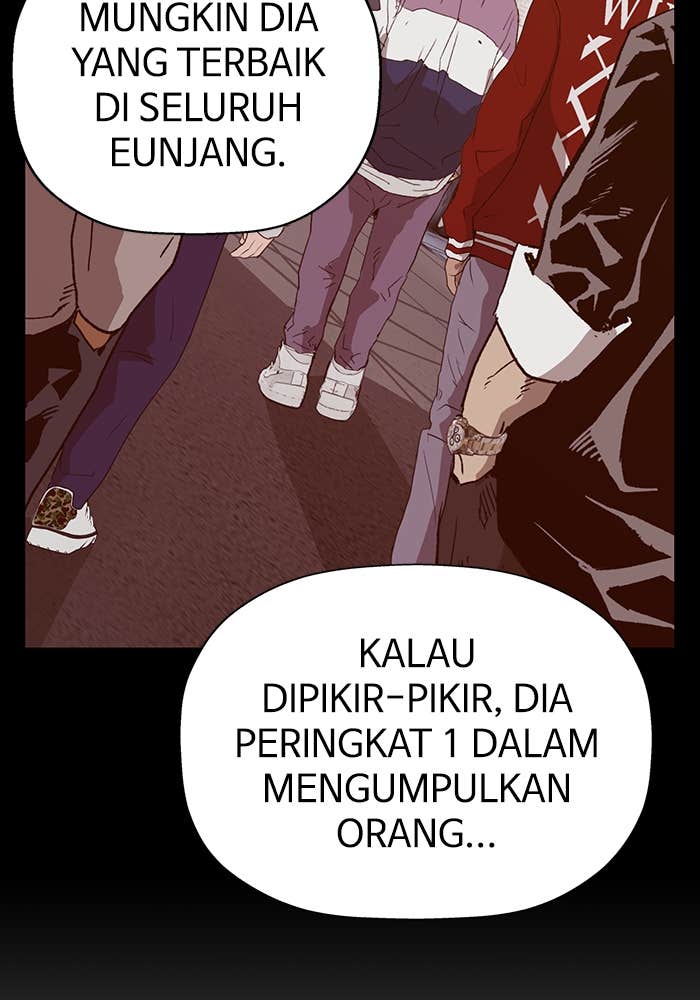 MUNGKIN DIA
YANG TERBAIK
DI SELURUH
EUNJANG.
KALAU
DIPIKIR-PIKIR, DIA
PERINGKAT 1 DALAM
MENGUMPULKAN
ORANG...